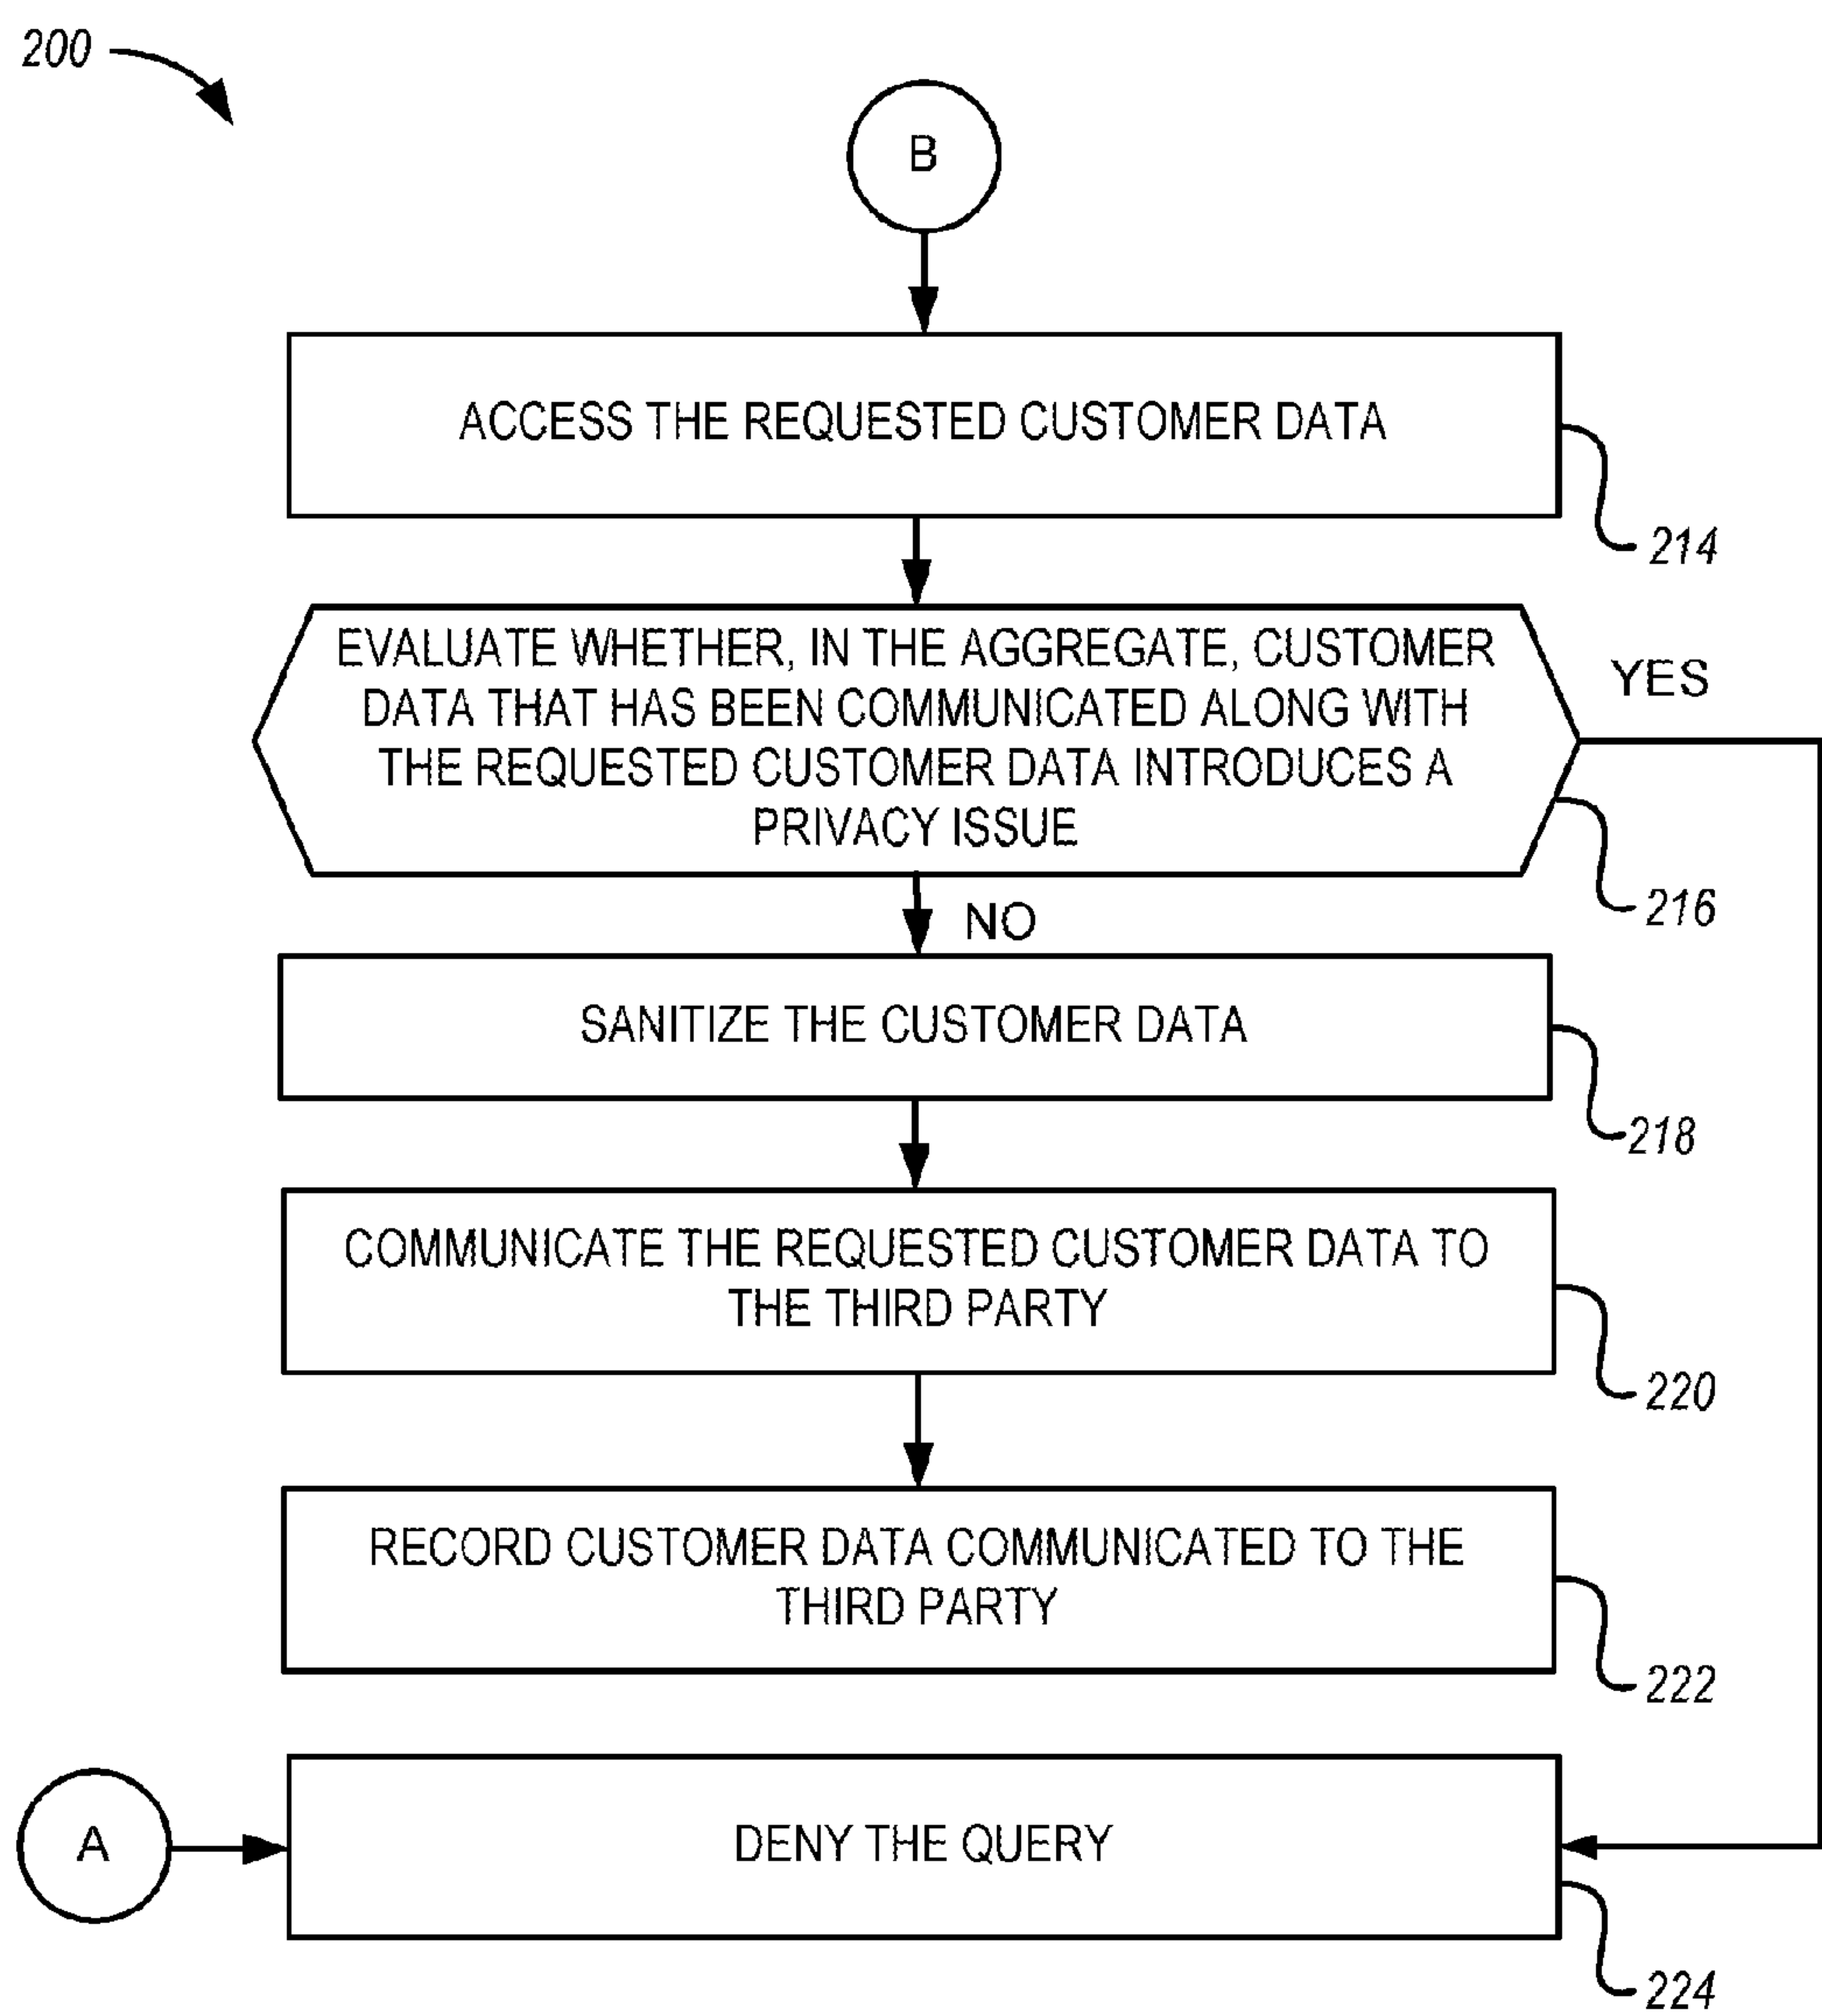 200
B
ACCESS THE REQUESTED CUSTOMER DATA
214
EVALUATE WHETHER, IN THE AGGREGATE, CUSTOMER
DATA THAT HAS BEEN COMMUNICATED ALONG WITH
THE REQUESTED CUSTOMER DATA INTRODUCES A
PRIVACY ISSUE
YES
216
NO
SANITIZE THE CUSTOMER DATA
218
COMMUNICATE THE REQUESTED CUSTOMER DATA TO
THE THIRD PARTY
220
RECORD CUSTOMER DATA COMMUNICATED TO THE
THIRD PARTY
222
A
DENY THE QUERY
224